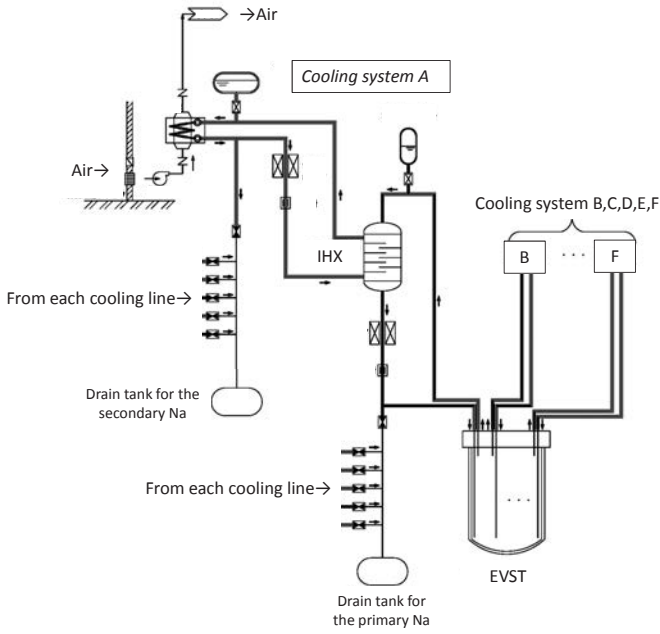 →Air
Cooling system A
Air→
Cooling system B,C,D,E,F
IHX
B
· · ·
F
From each cooling line→
Drain tank for the
secondary Na
From each cooling line→
· · ·
EVST
Drain tank for
the primary Na